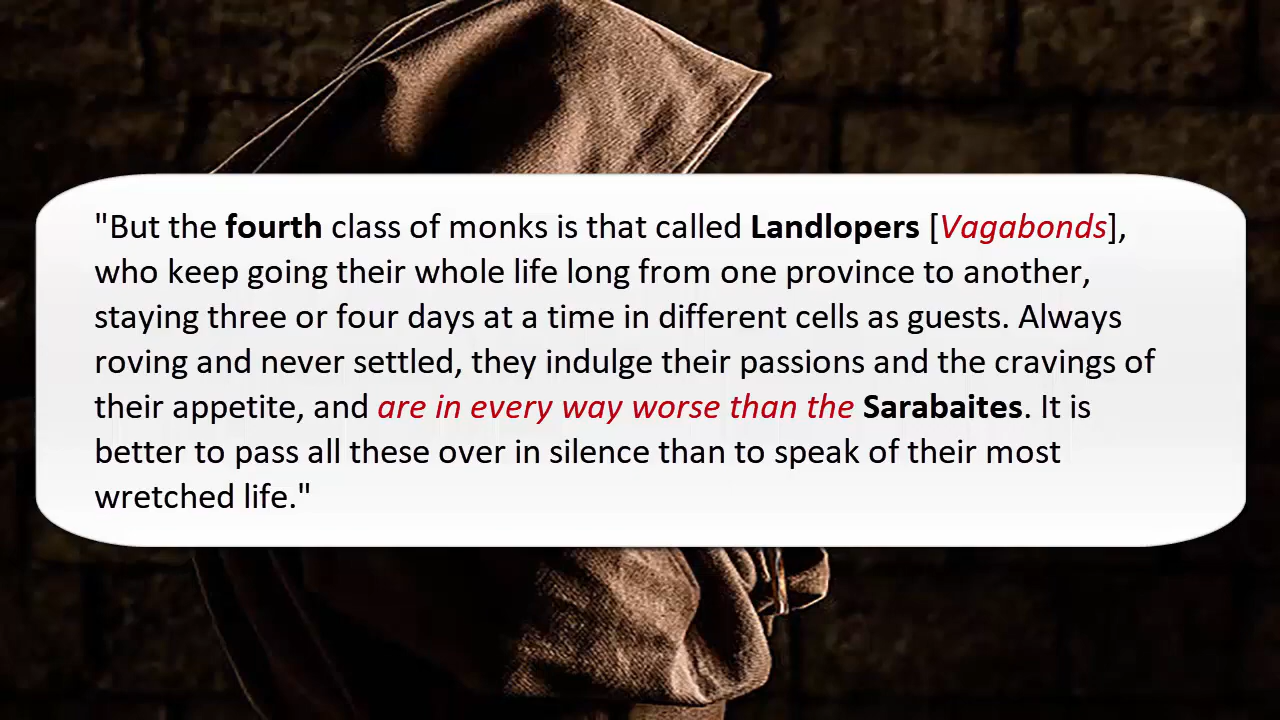 "But the fourth class of monks is that called Landlopers [Vagabonds],
who keep going their whole life long from one province to another,
staying three or four days at a time in different cells as guests. Always
roving and never settled, they indulge their passions and the cravings of
their appetite, and are in every way worse than the Sarabaites. It is
better to pass all these over in silence than to speak of their most
wretched life."